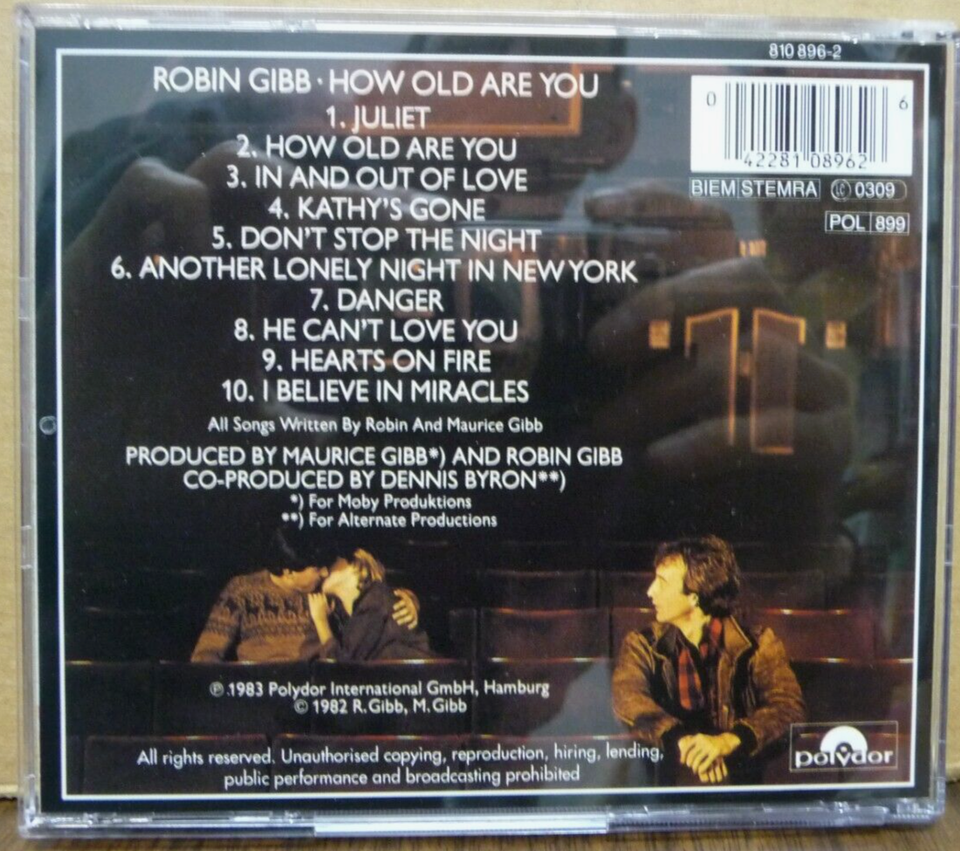 810 896-2
ROBIN GIBB · HOW OLD ARE YOU
1. JULIET
2. HOW OLD ARE YOU
3. IN AND OUT OF LOVE
4. KATHY'S GONE
5. DON'T STOP THE NIGHT
6. ANOTHER LONELY NIGHT IN NEW YORK
7. DANGER
8. HE CAN'T LOVE YOU
9. HEARTS ON FIRE
10. I BELIEVE IN MIRACLES
All Songs Written By Robin And Maurice Gibb
PRODUCED BY MAURICE GIBB*) AND ROBIN GIBB
CO-PRODUCED BY DENNIS BYRON**)
*) For Moby Produktions
**) For Alternate Productions
0 42281 08962 6
BIEM STEMRA LC 0309
POL 899
℗ 1983 Polydor International GmbH, Hamburg
© 1982 R. Gibb, M. Gibb
All rights reserved. Unauthorised copying, reproduction, hiring, lending,
public performance and broadcasting prohibited
polydor